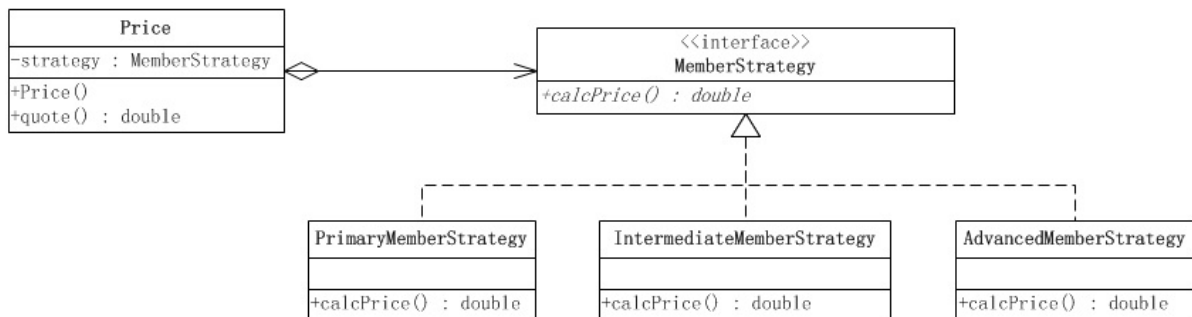 Price
-strategy : MemberStrategy
+Price()
+quote() : double
<<interface>>
MemberStrategy
+calcPrice() : double
PrimaryMemberStrategy
+calcPrice() : double
IntermediateMemberStrategy
+calcPrice() : double
AdvancedMemberStrategy
+calcPrice() : double